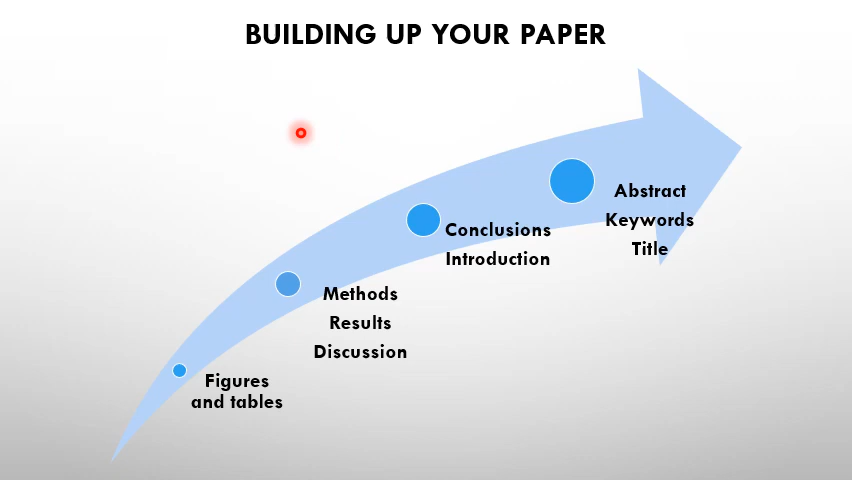 BUILDING UP YOUR PAPER
Figures
and tables
Methods
Results
Discussion
Conclusions
Introduction
Abstract
Keywords
Title